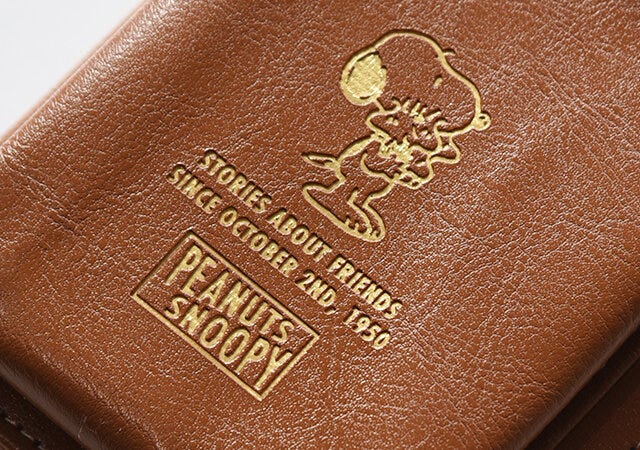 STORIES ABOUT FRIENDS
SINCE OCTOBER 2ND, 1950
PEANUTS
SNOOPY